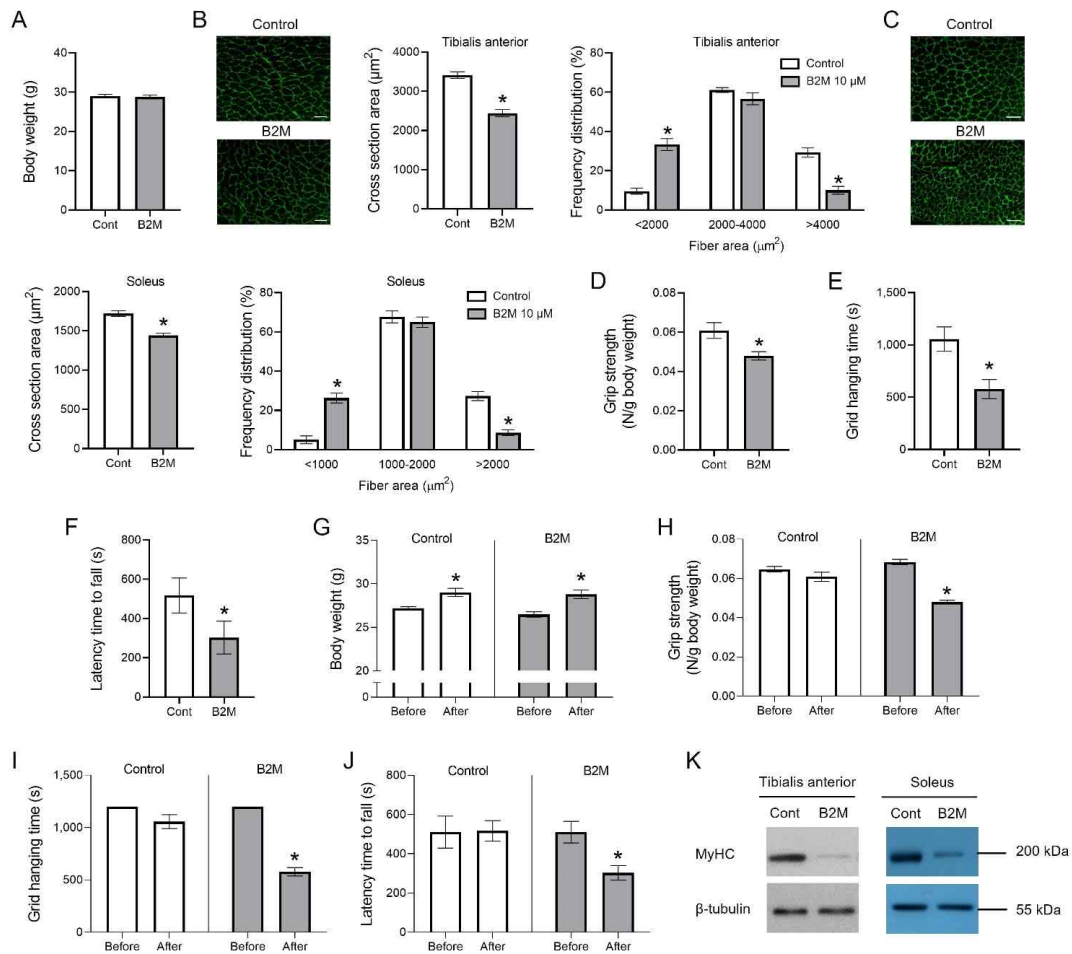 A
Body weight (g)
40
30
20
10
0
Cont B2M
B
Control
B2M
Tibialis anterior
Cross section area (μm²)
4000
3000
2000
1000
0
Cont B2M
*
Tibialis anterior
Frequency distribution (%)
80
60
40
20
0
Control
B2M 10 μM
*
*
<2000 2000-4000 >4000
Fiber area (μm²)
C
Control
B2M
Soleus
Cross section area (μm²)
2000
1500
1000
500
0
*
Cont B2M
Soleus
Frequency distribution (%)
80
60
40
20
0
Control
B2M 10 μM
*
*
<1000 1000-2000 >2000
Fiber area (μm²)
D
Grip strength
(N/g body weight)
0.08
0.06
0.04
0.02
0.00
*
Cont B2M
E
Grid hanging time (s)
1,500
1,000
500
0
*
Cont B2M
F
Latency time to fall (s)
800
600
400
200
0
*
Cont B2M
G
Control B2M
Body weight (g)
35
30
25
20
0
*
*
Before After Before After
H
Control B2M
Grip strength
(N/g body weight)
0.08
0.06
0.04
0.02
0.00
*
Before After Before After
I
Control B2M
Grid hanging time (s)
1,500
1,000
500
0
*
Before After Before After
J
Control B2M
Latency time to fall (s)
800
600
400
200
0
*
Before After Before After
K
Tibialis anterior Soleus
Cont B2M Cont B2M
MyHC 200 kDa
β-tubulin 55 kDa